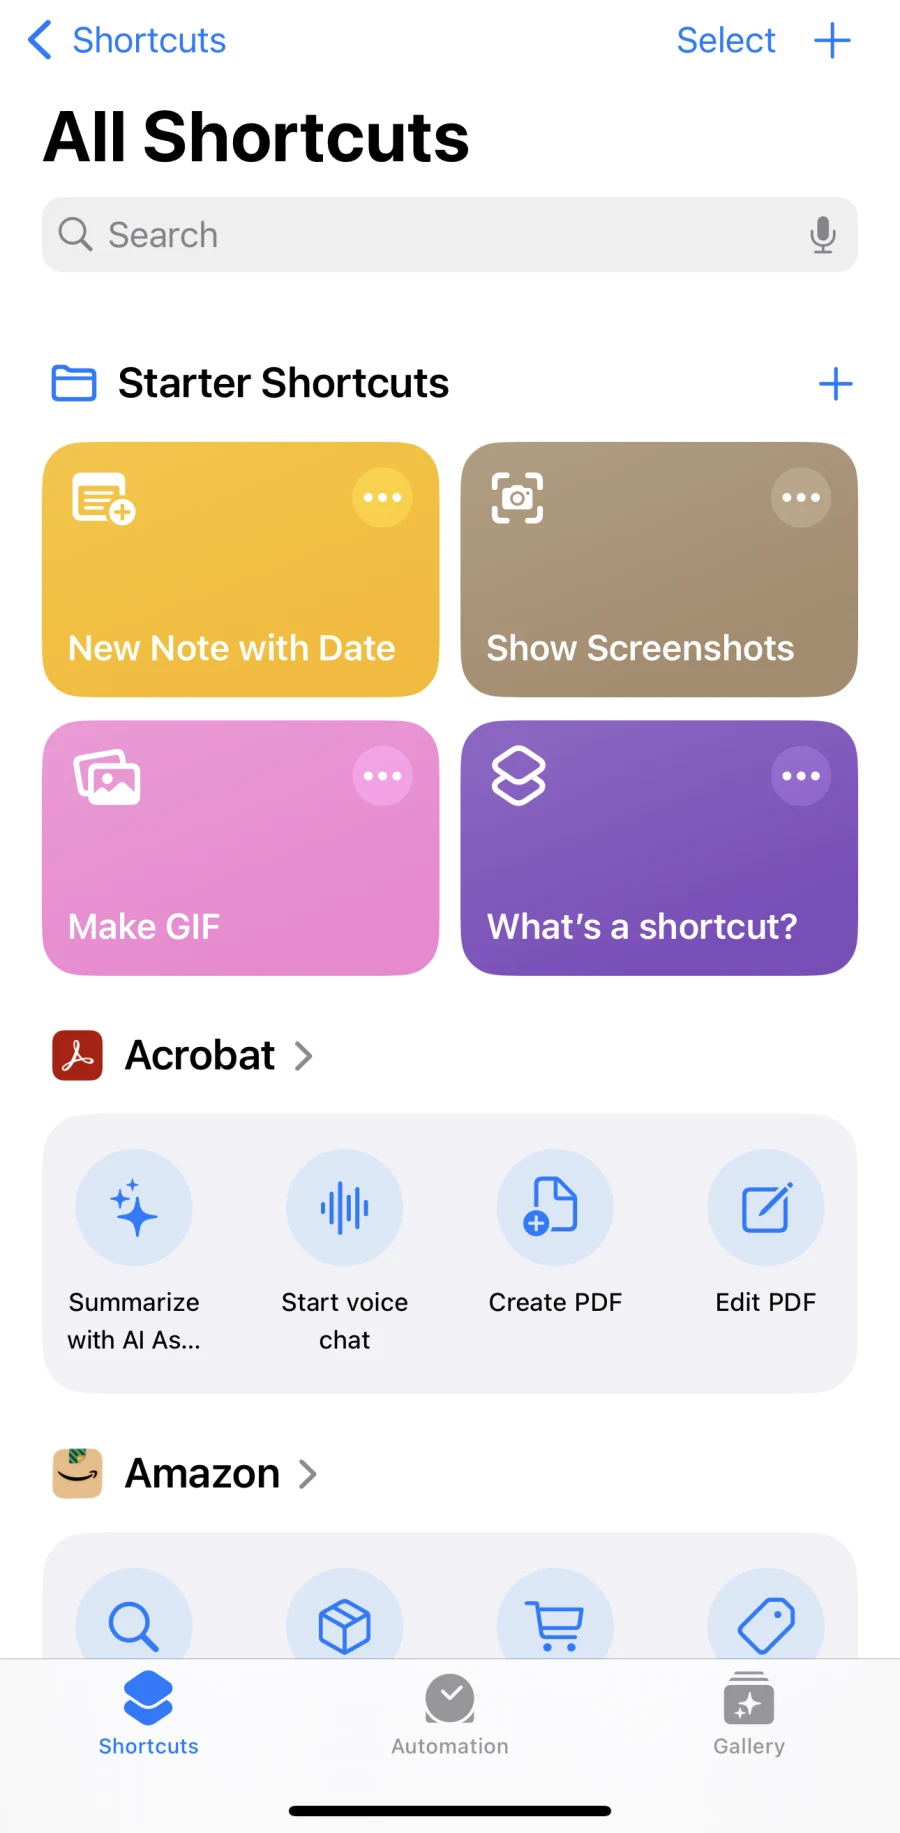 Shortcuts
Select
All Shortcuts
Search
Starter Shortcuts
New Note with Date
Show Screenshots
Make GIF
What's a shortcut?
Acrobat
Summarize
with AI As...
Start voice
chat
Create PDF
Edit PDF
Amazon
Shortcuts
Automation
Gallery